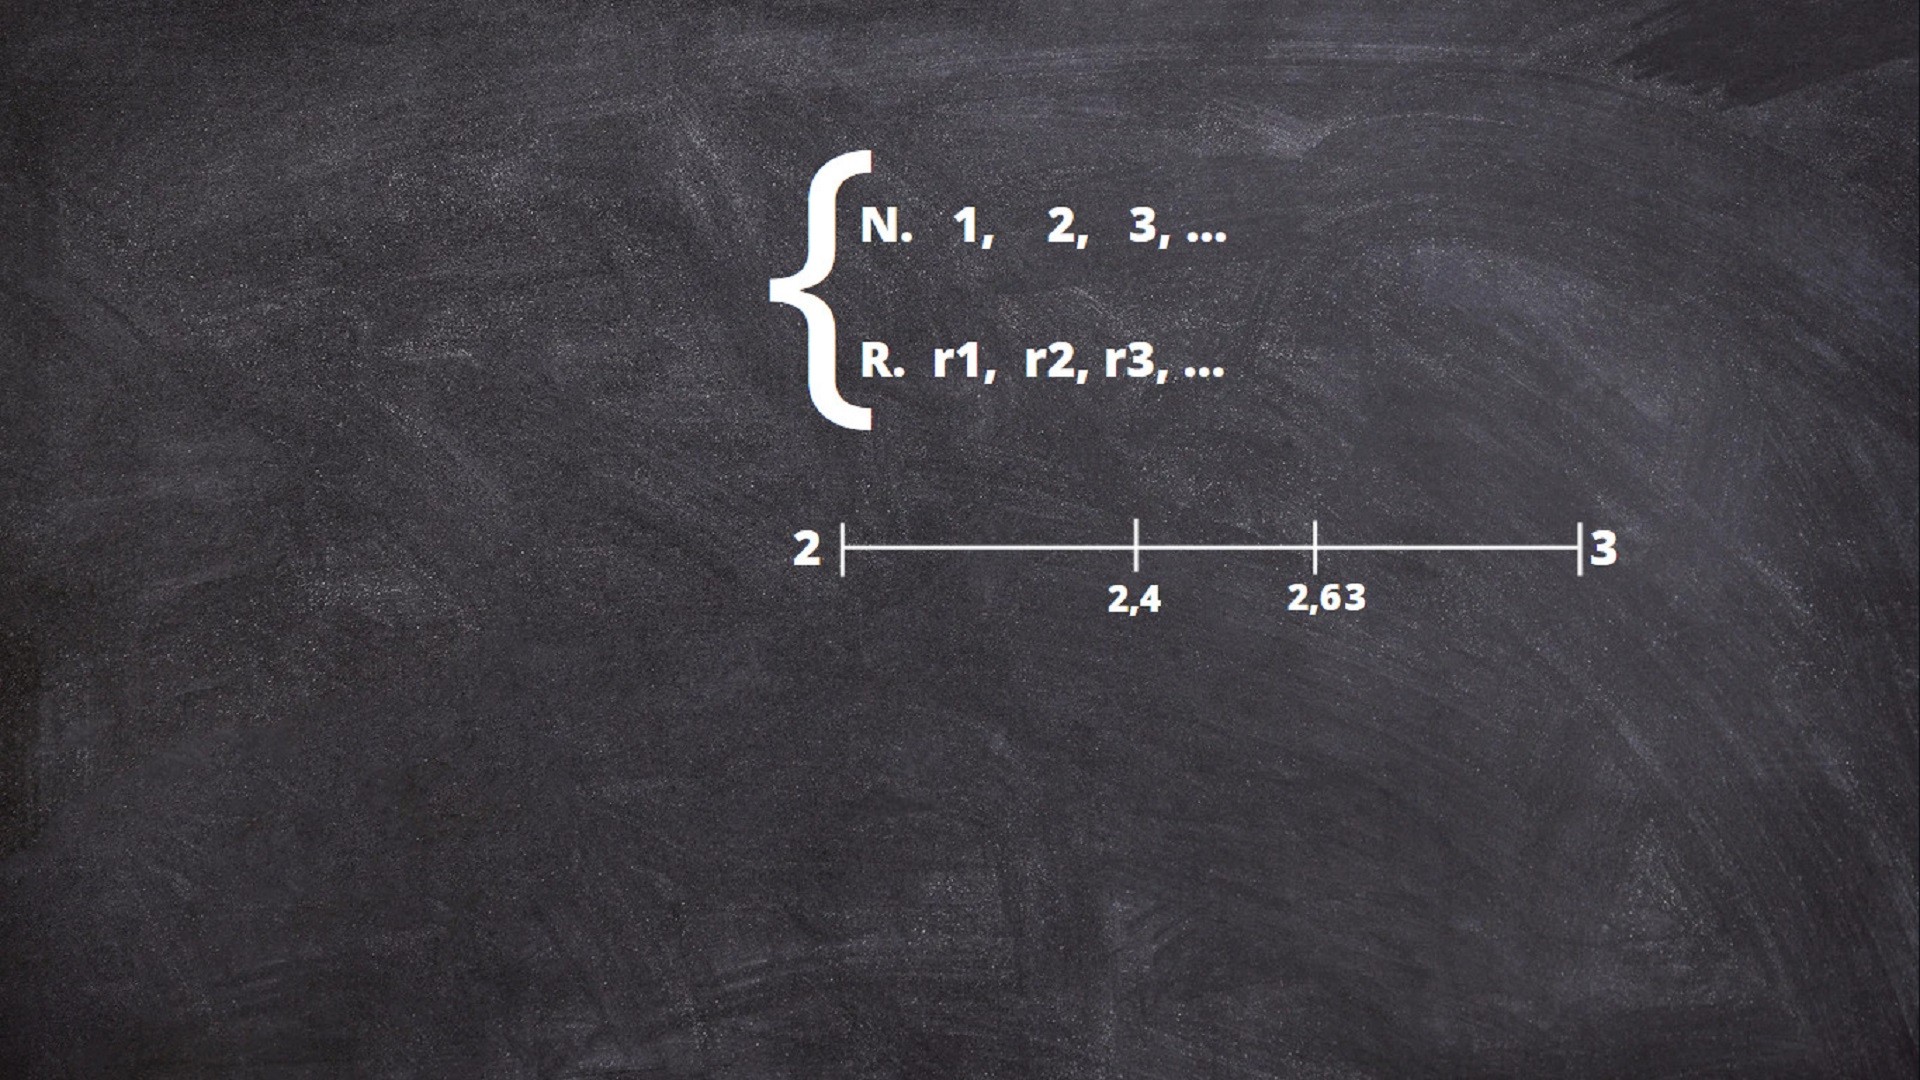 N. 1, 2, 3, ...
R. r1, r2, r3, ...
2 3
2,4 2,63